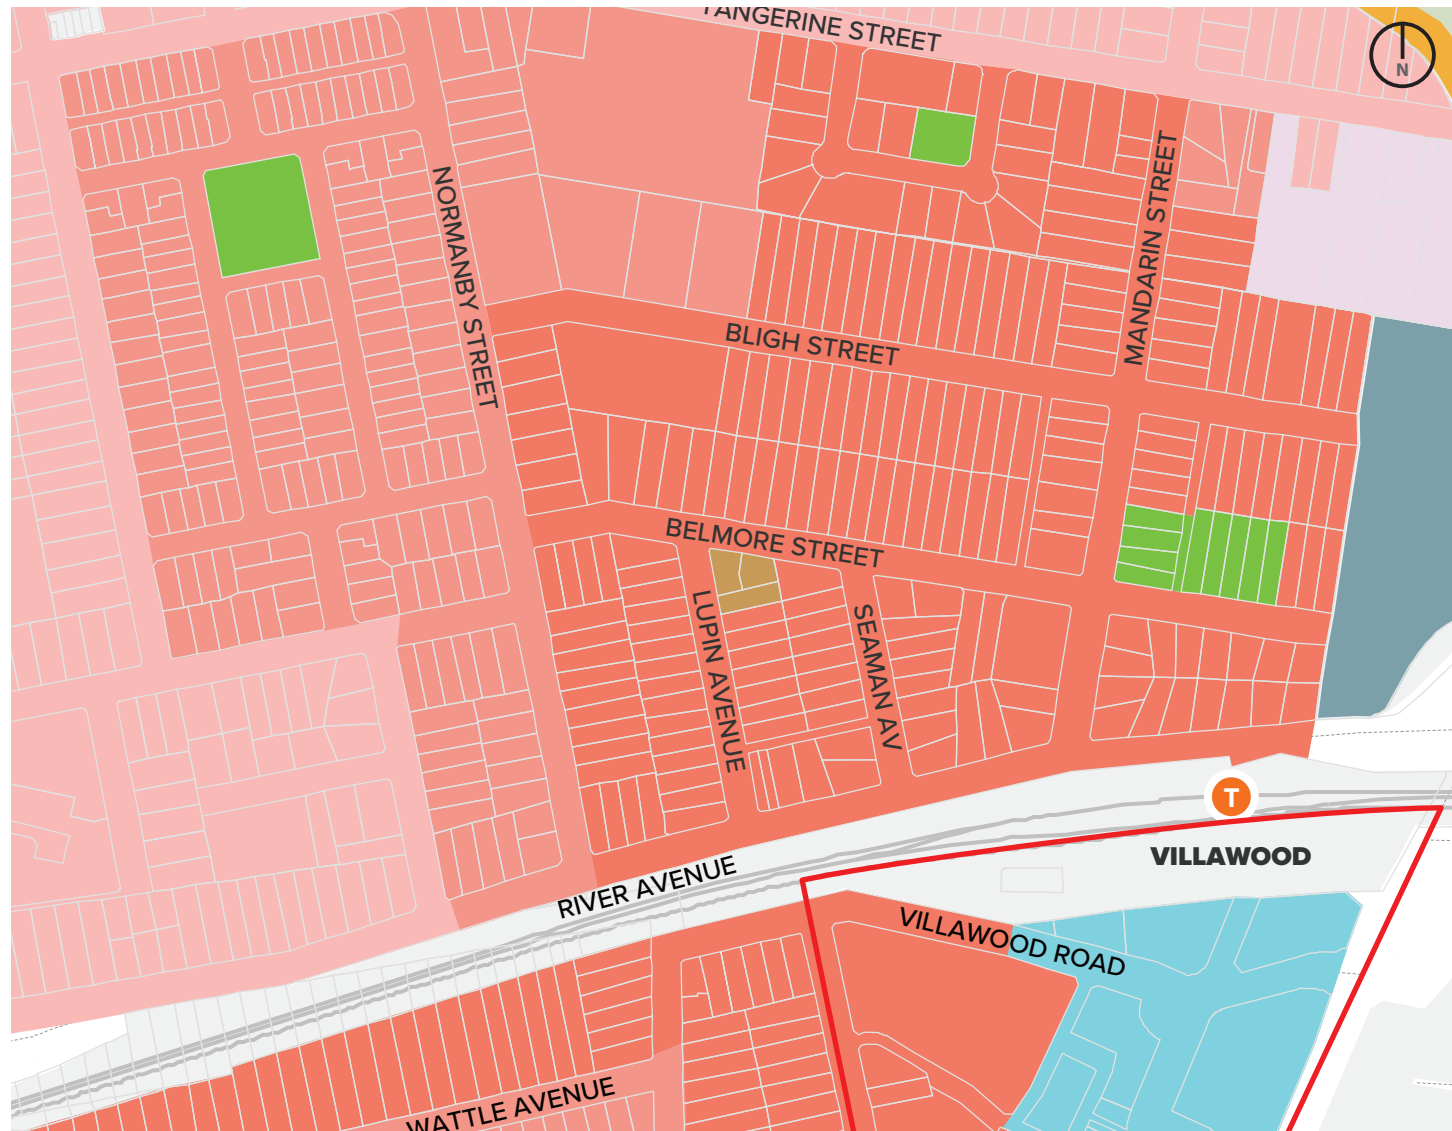 TANGERINE STREET
N
NORMANBY STREET
MANDARIN STREET
BLIGH STREET
BELMORE STREET
LUPIN AVENUE
SEAMAN AV
T
VILLAWOOD
RIVER AVENUE
VILLAWOOD ROAD
WATTLE AVENUE